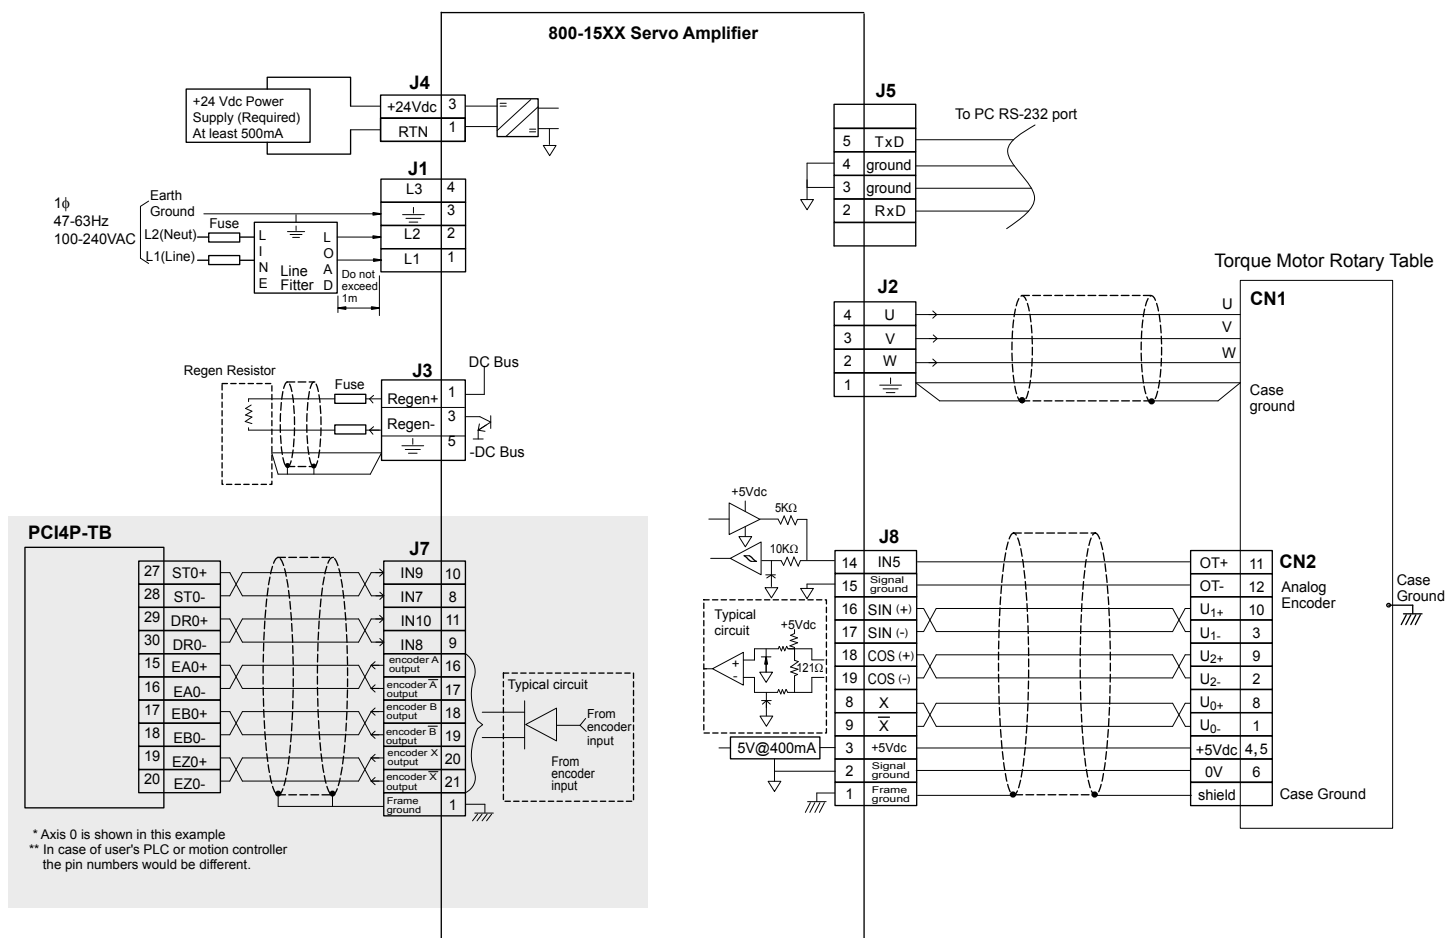 800-15XX Servo Amplifier
J4
+24 Vdc Power
Supply (Required)
At least 500mA
+24Vdc 3
RTN 1
=
=
J1
L3 4
3
L2 2
L1 1
1ϕ
47-63Hz
100-240VAC
Earth
Ground
Fuse
L2(Neut)
L1(Line)
LINE
Line
Fitter
LOAD
Do not
exceed
1m
J3
Regen Resistor
Fuse
Regen+ 1
Regen- 3
5
DC Bus
-DC Bus
PCI4P-TB
J7
27 ST0+ IN9 10
28 ST0- IN7 8
29 DR0+ IN10 11
30 DR0- IN8 9
15 EA0+ encoder A output 16
16 EA0- encoder A̅ output 17
17 EB0+ encoder B output 18
18 EB0- encoder B̅ output 19
19 EZ0+ encoder X output 20
20 EZ0- encoder X̅ output 21
Frame ground 1
Typical circuit
From
encoder
input
From
encoder
input
* Axis 0 is shown in this example
** In case of user's PLC or motion controller
the pin numbers would be different.
J5
To PC RS-232 port
5 TxD
4 ground
3 ground
2 RxD
J2
4 U
3 V
2 W
1
Torque Motor Rotary Table
CN1
U
V
W
Case
ground
+5Vdc
5KΩ
10KΩ
J8
14 IN5
15 Signal ground
16 SIN (+)
17 SIN (-)
18 COS (+)
19 COS (-)
8 X
9 X̅
3 +5Vdc
2 Signal ground
1 Frame ground
Typical
circuit
+5Vdc
+
-
121Ω
5V@400mA
OT+ 11
OT- 12
U1+ 10
U1- 3
U2+ 9
U2- 2
U0+ 8
U0- 1
+5Vdc 4,5
0V 6
shield
CN2
Analog
Encoder
Case
Ground
Case Ground